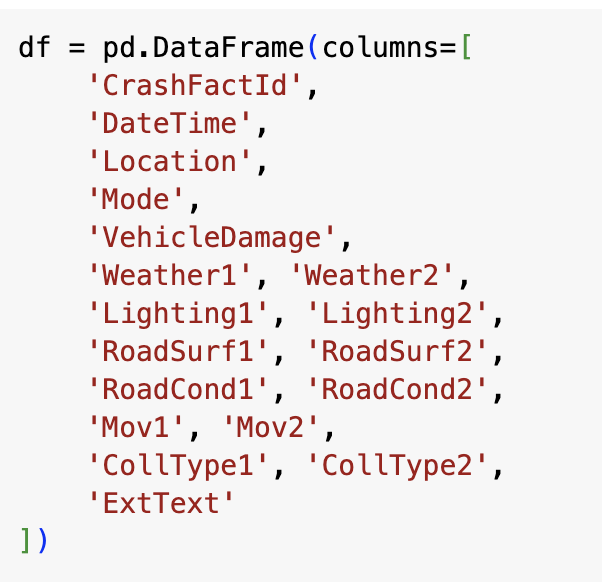 df = pd.DataFrame(columns=[
    'CrashFactId',
    'DateTime',
    'Location',
    'Mode',
    'VehicleDamage',
    'Weather1', 'Weather2',
    'Lighting1', 'Lighting2',
    'RoadSurf1', 'RoadSurf2',
    'RoadCond1', 'RoadCond2',
    'Mov1', 'Mov2',
    'CollType1', 'CollType2',
    'ExtText'
])